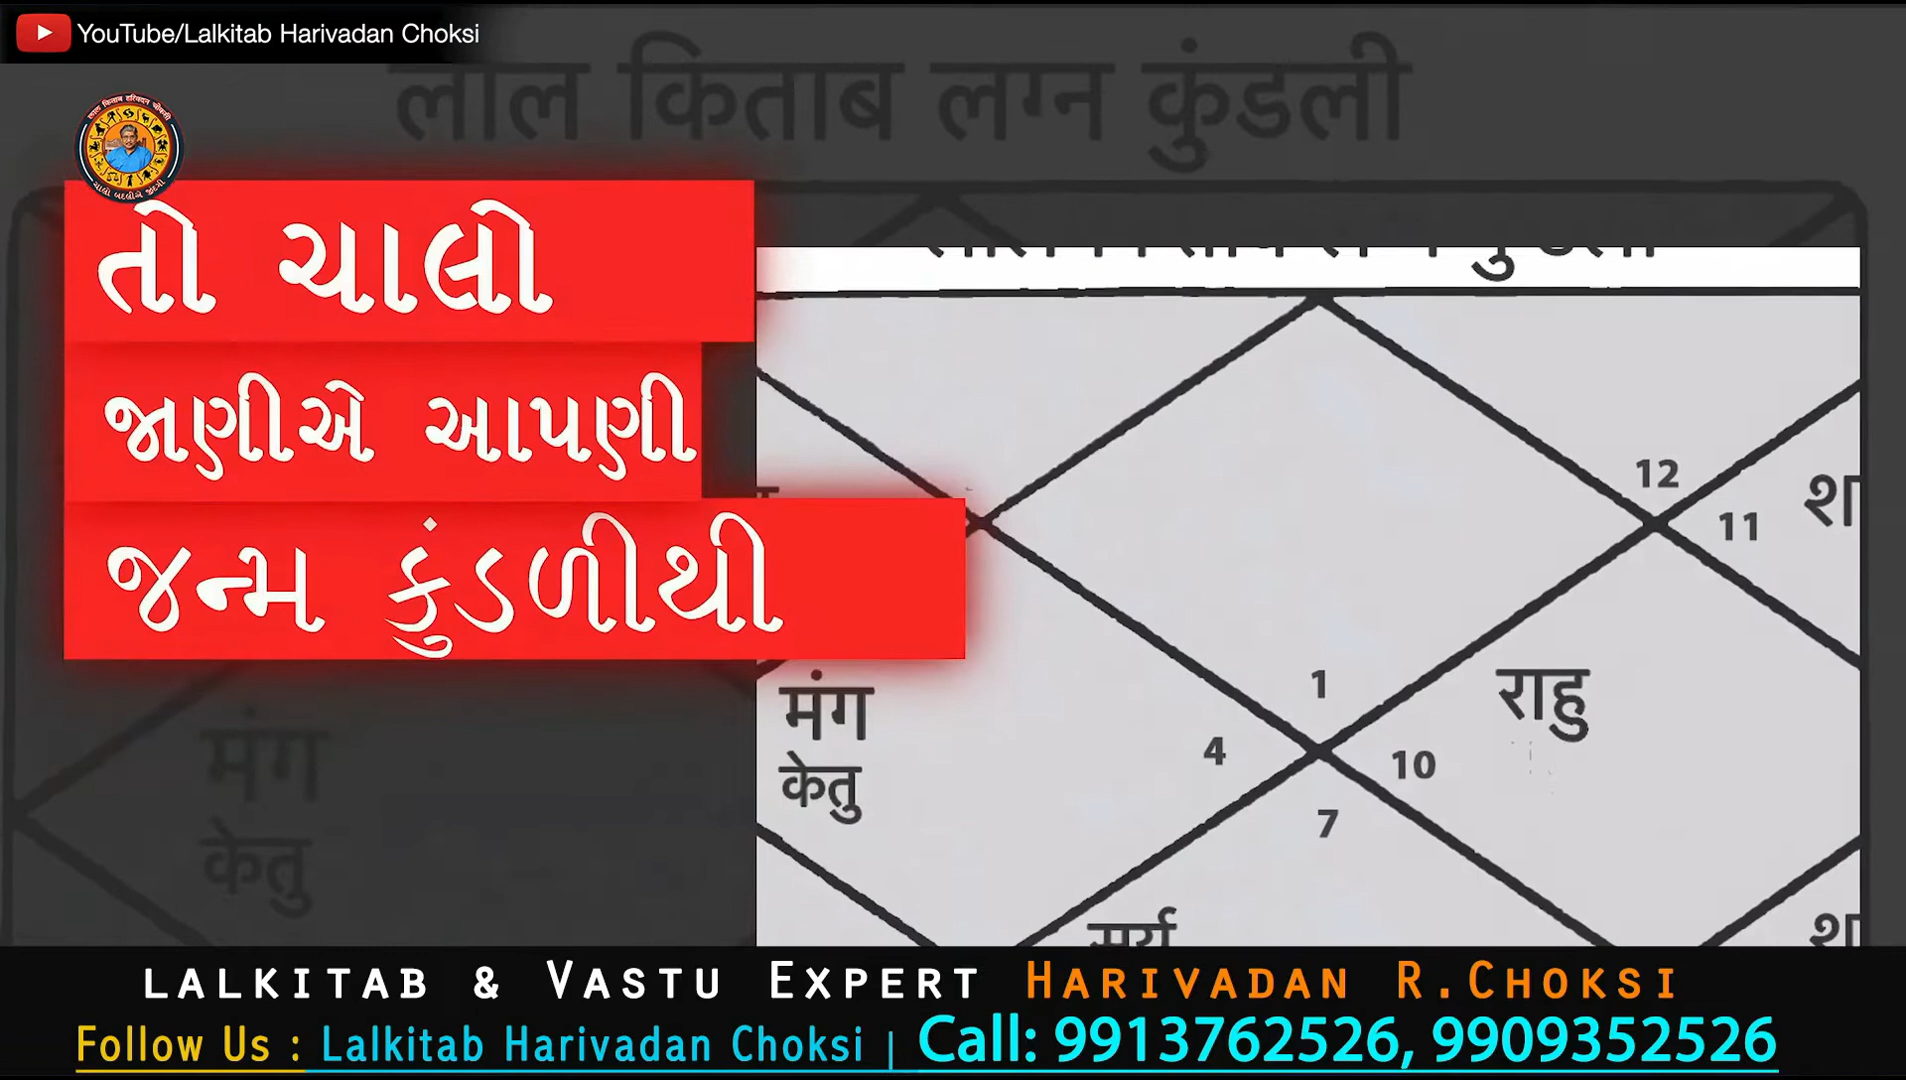 YouTube/Lalkitab Harivadan Choksi
लाल किताब लग्न कुंडली
તો ચાલો
જાણીએ આપણી
જન્મ કુંડળીથી
12
11
1
राहु
मंग
केतु
4
10
7
सूर्य
मंग
केतु
LALKITAB & VASTU EXPERT HARIVADAN R.CHOKSI
Follow Us : Lalkitab Harivadan Choksi | Call: 9913762526, 9909352526